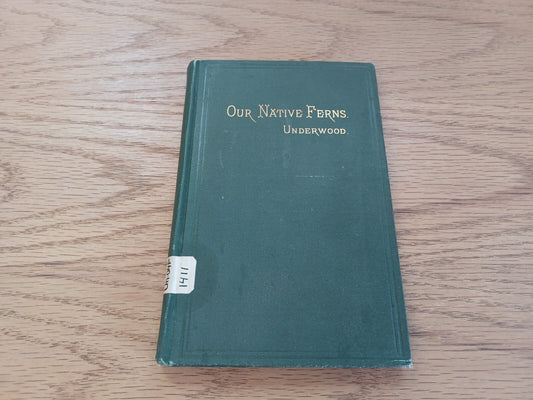 OUR NATIVE FERNS.
UNDERWOOD.
1411